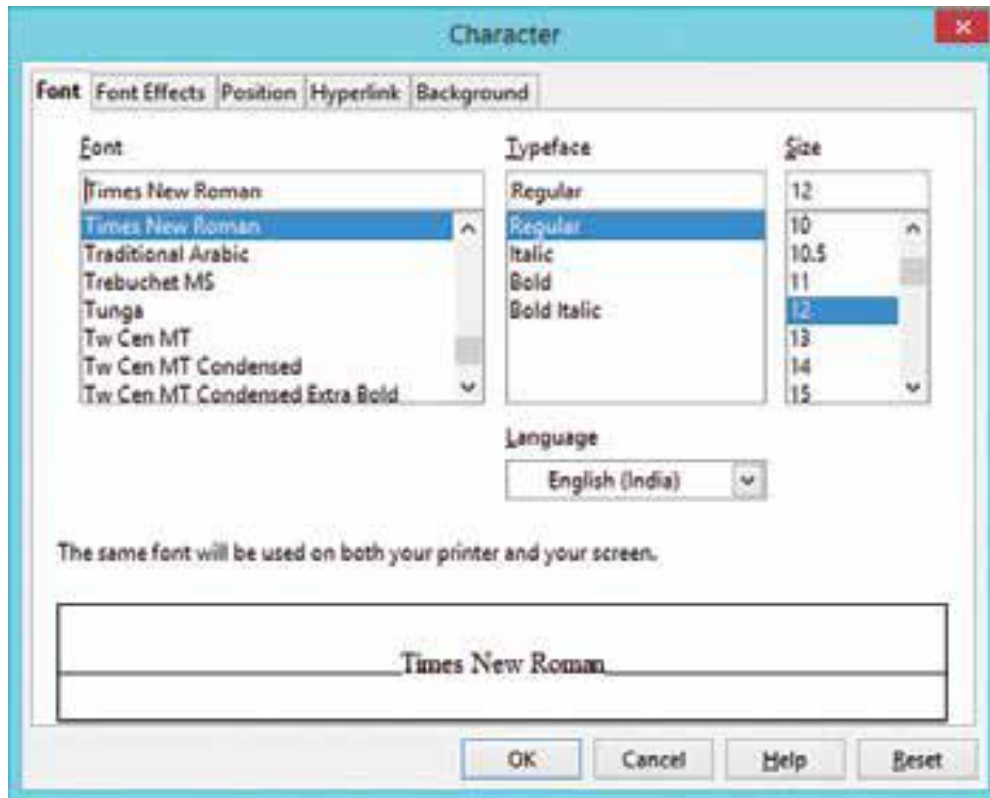 Character
Font Font Effects Position Hyperlink Background
Font Typeface Size
Times New Roman Regular 12
Times New Roman Regular 10
Traditional Arabic Italic 10.5
Trebuchet MS Bold 11
Tunga Bold Italic 12
Tw Cen MT 13
Tw Cen MT Condensed 14
Tw Cen MT Condensed Extra Bold 15
Language
English (India)
The same font will be used on both your printer and your screen.
Times New Roman
OK Cancel Help Reset